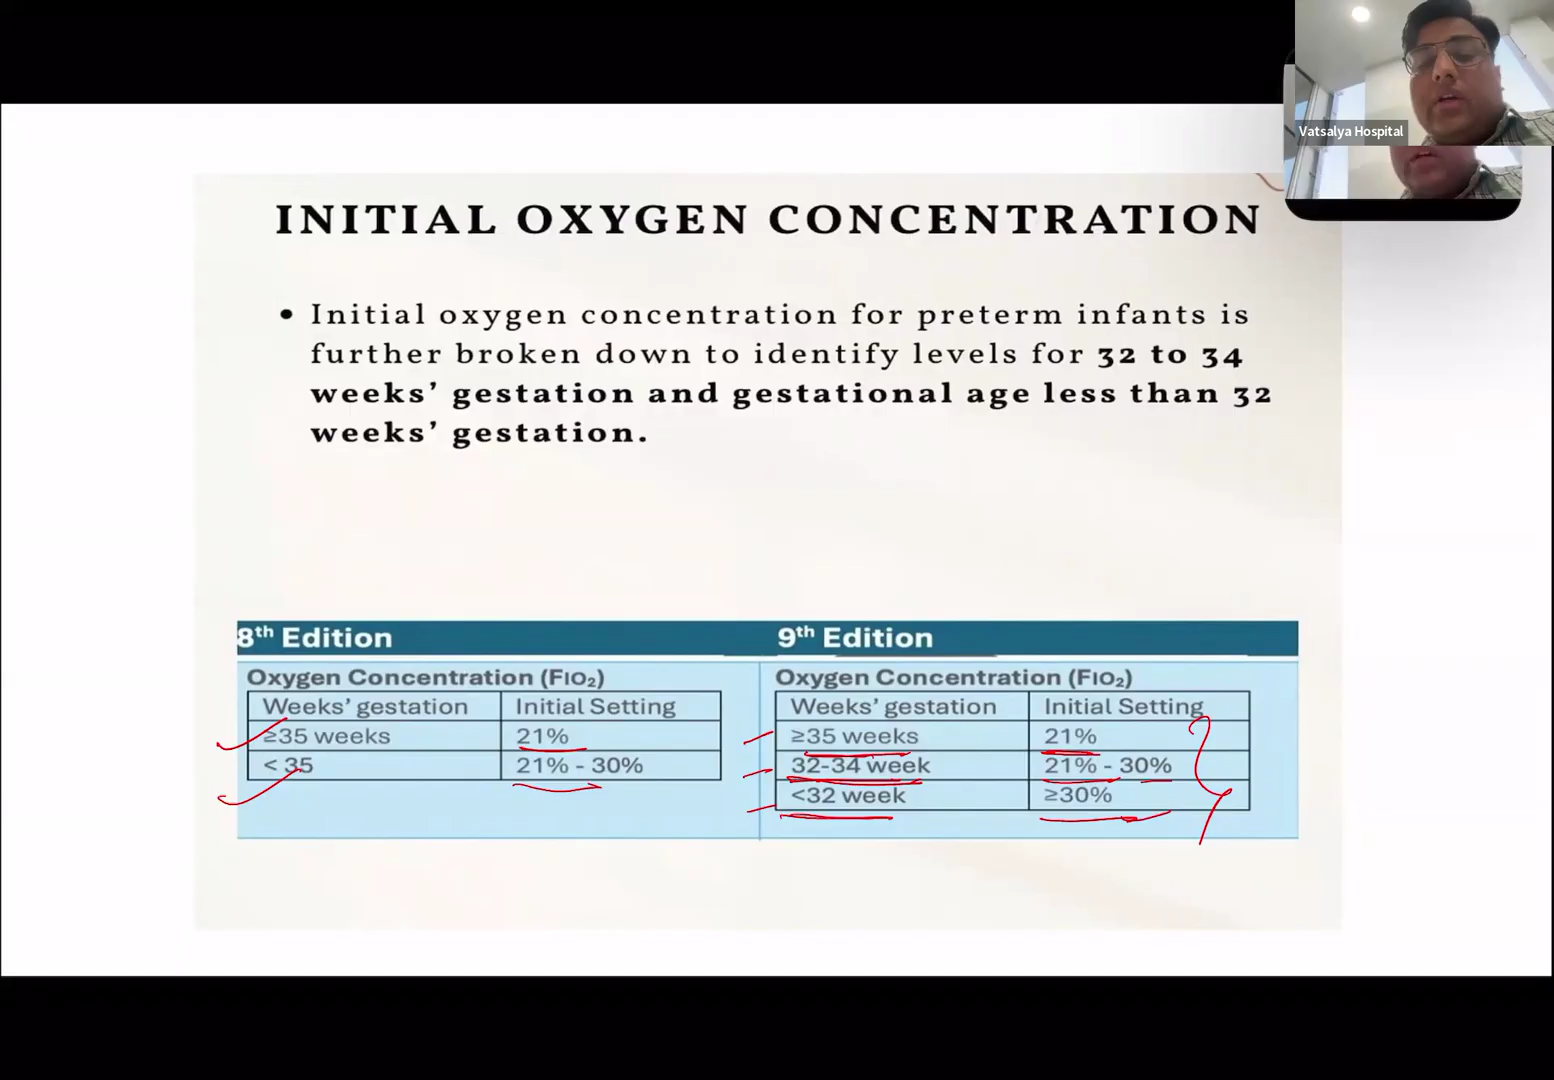 Vatsalya Hospital
INITIAL OXYGEN CONCENTRATION
• Initial oxygen concentration for preterm infants is
further broken down to identify levels for 32 to 34
weeks’ gestation and gestational age less than 32
weeks’ gestation.
8th Edition
Oxygen Concentration (FIO₂)
Weeks’ gestation Initial Setting
≥35 weeks 21%
< 35 21% - 30%
9th Edition
Oxygen Concentration (FIO₂)
Weeks’ gestation Initial Setting
≥35 weeks 21%
32-34 week 21% - 30%
<32 week ≥30%